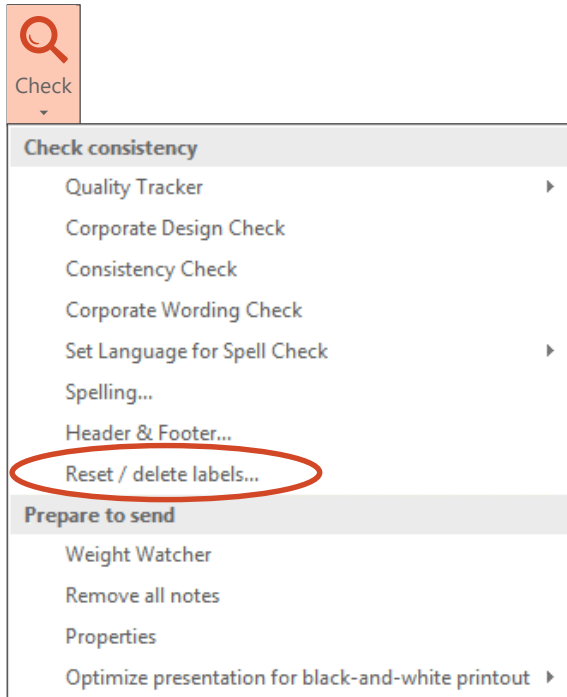 Check
Check consistency
Quality Tracker
Corporate Design Check
Consistency Check
Corporate Wording Check
Set Language for Spell Check
Spelling...
Header & Footer...
Reset / delete labels...
Prepare to send
Weight Watcher
Remove all notes
Properties
Optimize presentation for black-and-white printout